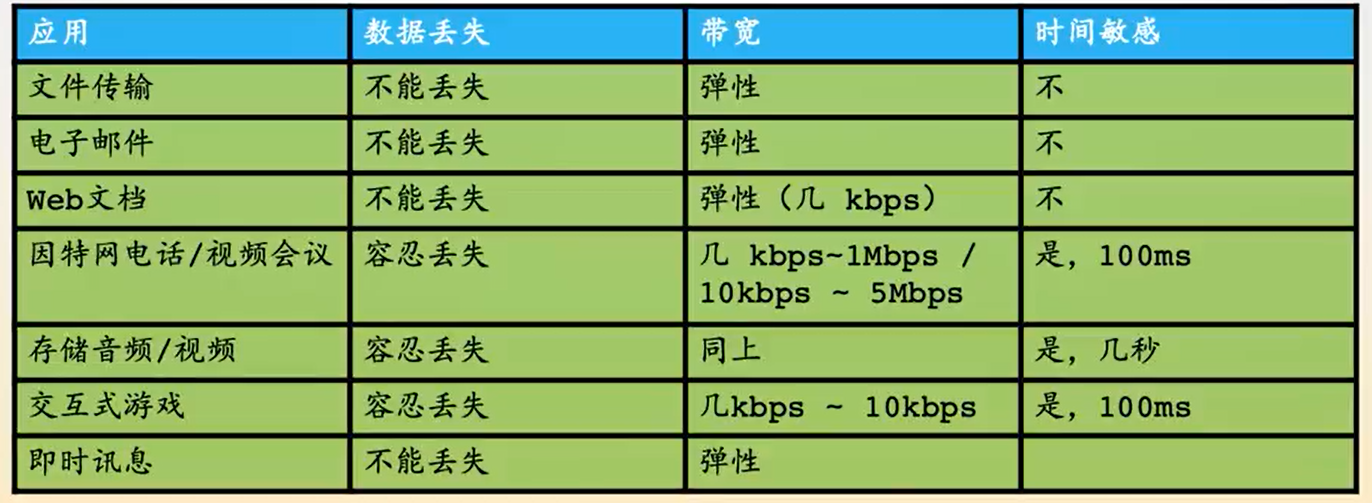 应用 数据丢失 带宽 时间敏感
文件传输 不能丢失 弹性 不
电子邮件 不能丢失 弹性 不
Web文档 不能丢失 弹性（几 kbps） 不
因特网电话/视频会议 容忍丢失 几 kbps~1Mbps / 是，100ms
10kbps ~ 5Mbps
存储音频/视频 容忍丢失 同上 是，几秒
交互式游戏 容忍丢失 几kbps ~ 10kbps 是，100ms
即时讯息 不能丢失 弹性